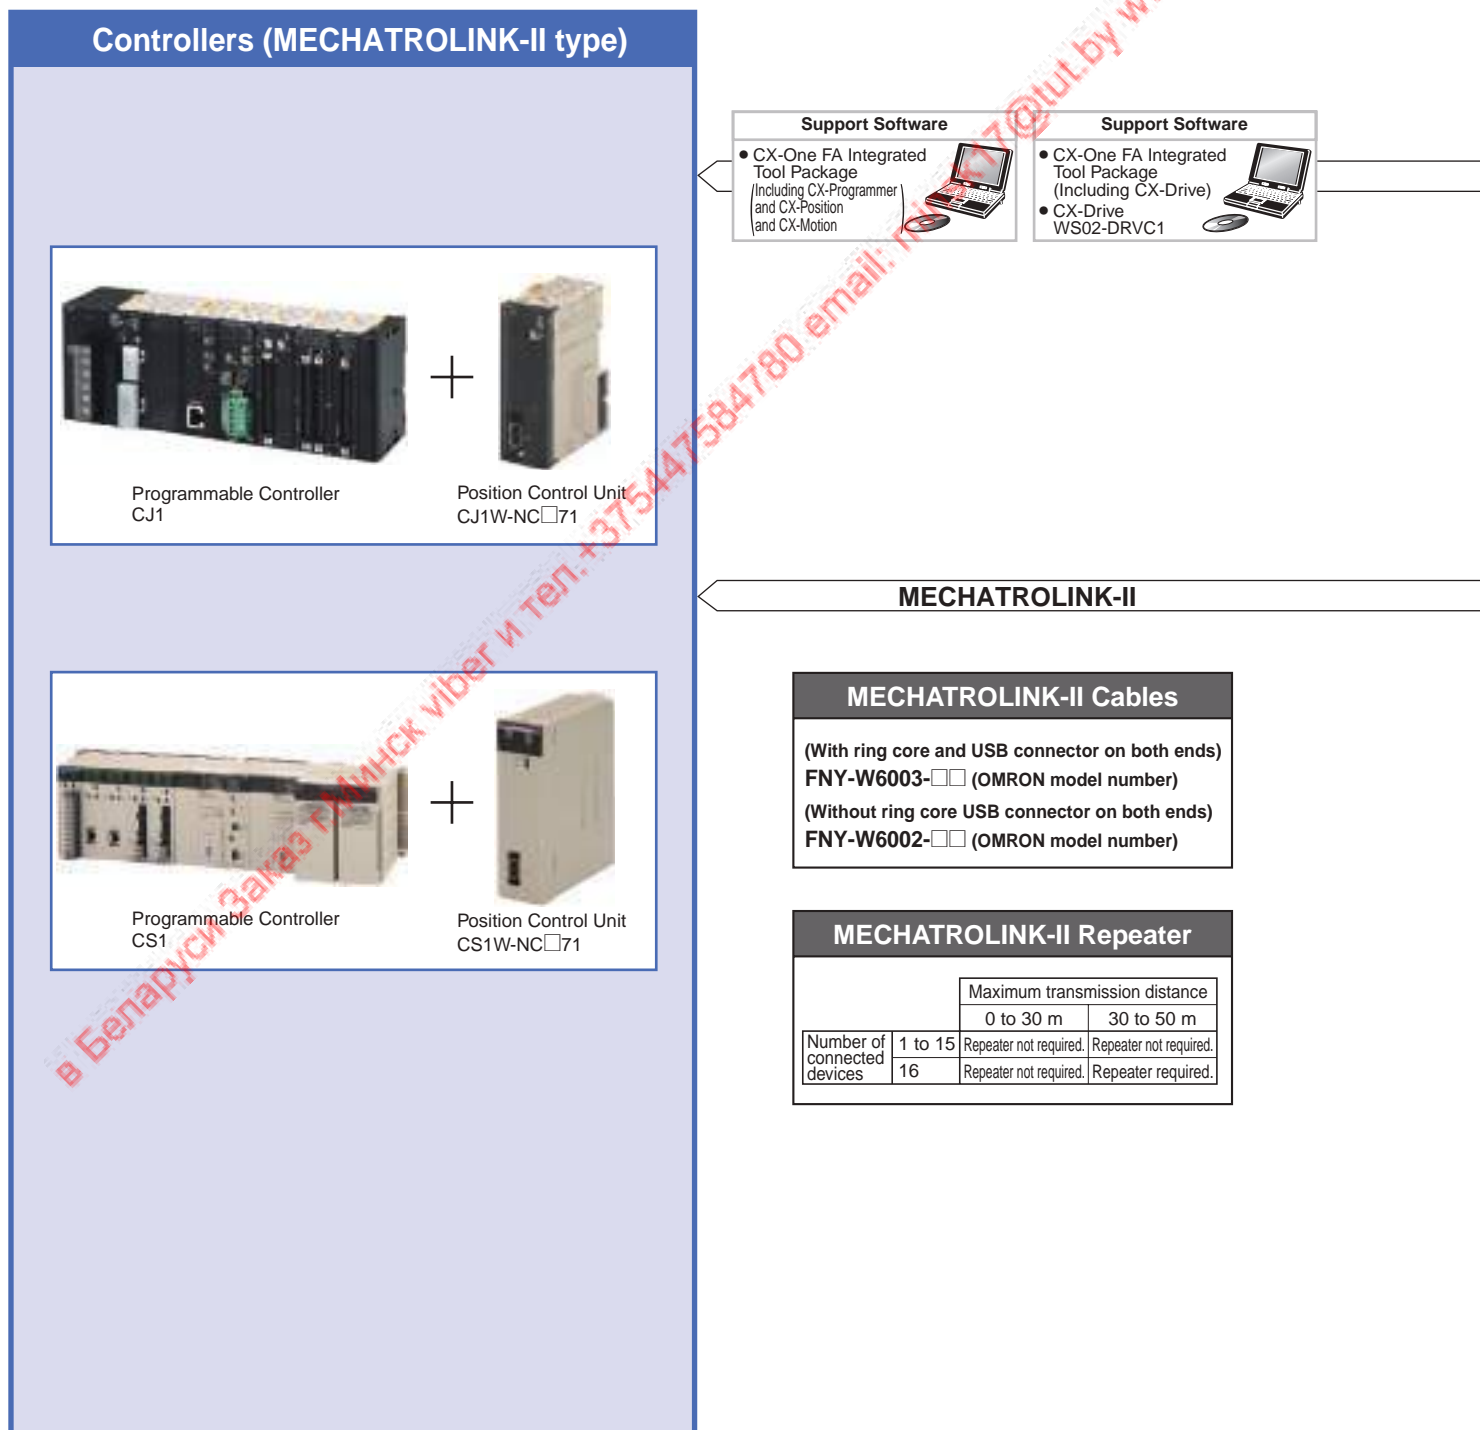 Controllers (MECHATROLINK-II type)
Support Software
● CX-One FA Integrated
Tool Package
(Including CX-Programmer
and CX-Position
and CX-Motion)
Support Software
● CX-One FA Integrated
Tool Package
(Including CX-Drive)
● CX-Drive
WS02-DRVC1
Programmable Controller
CJ1
Position Control Unit
CJ1W-NC□71
MECHATROLINK-II
Programmable Controller
CS1
Position Control Unit
CS1W-NC□71
MECHATROLINK-II Cables
(With ring core and USB connector on both ends)
FNY-W6003-□□ (OMRON model number)
(Without ring core USB connector on both ends)
FNY-W6002-□□ (OMRON model number)
MECHATROLINK-II Repeater
Maximum transmission distance
0 to 30 m 30 to 50 m
Number of
connected
devices
1 to 15 Repeater not required. Repeater not required.
16 Repeater not required. Repeater required.
в Беларуси Заказ г.Минск viber и тел.+375447584780 email: minsk17@tut.by